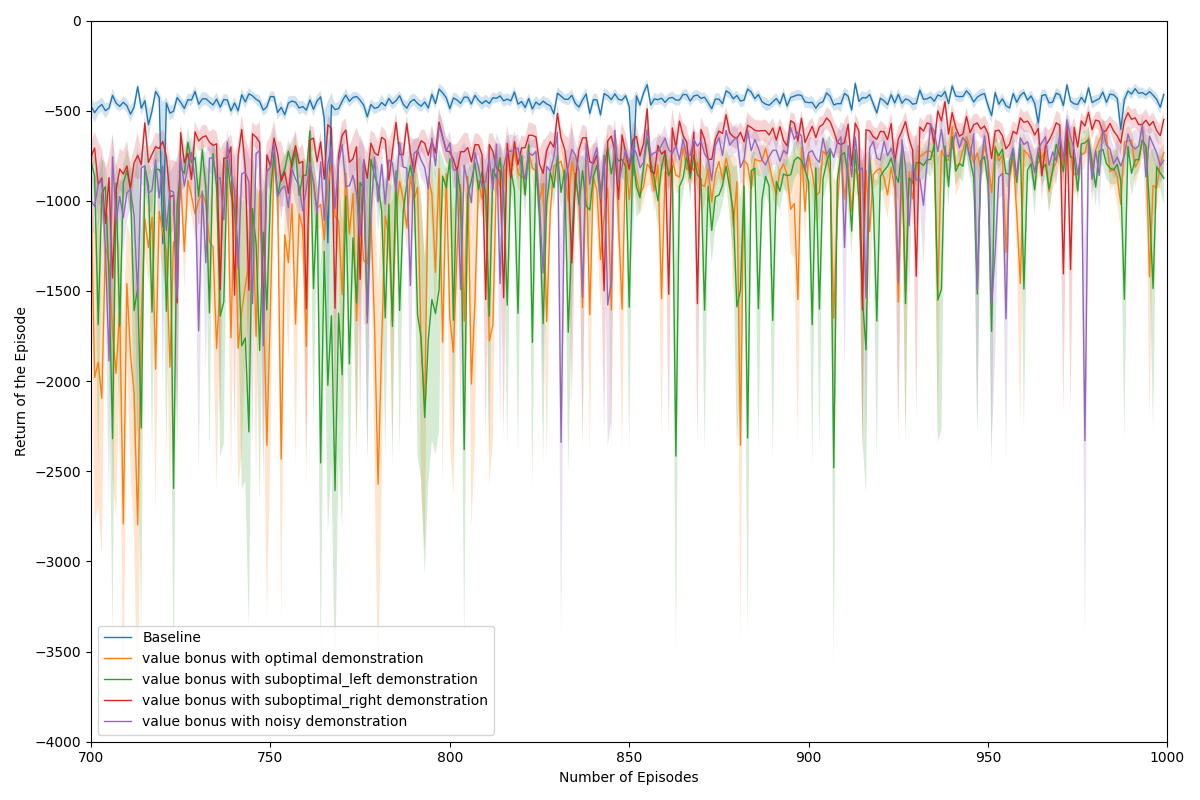 0
−500
−1000
−1500
−2000
−2500
−3000
−3500
−4000
Return of the Episode
Baseline
value bonus with optimal demonstration
value bonus with suboptimal_left demonstration
value bonus with suboptimal_right demonstration
value bonus with noisy demonstration
700 750 800 850 900 950 1000
Number of Episodes